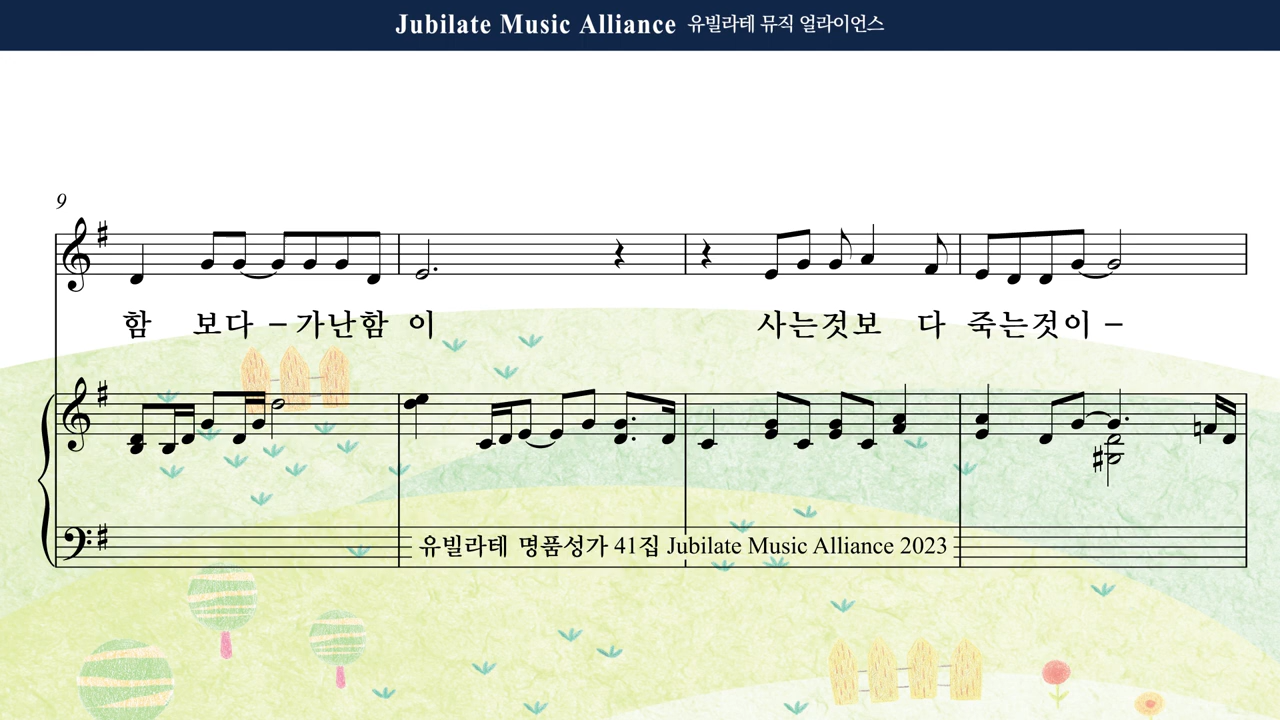 Jubilate Music Alliance 유빌라테 뮤직 얼라이언스
9
함 보다 – 가난함 이 사는것보 다 죽는것이 –
유빌라테 명품성가 41집 Jubilate Music Alliance 2023